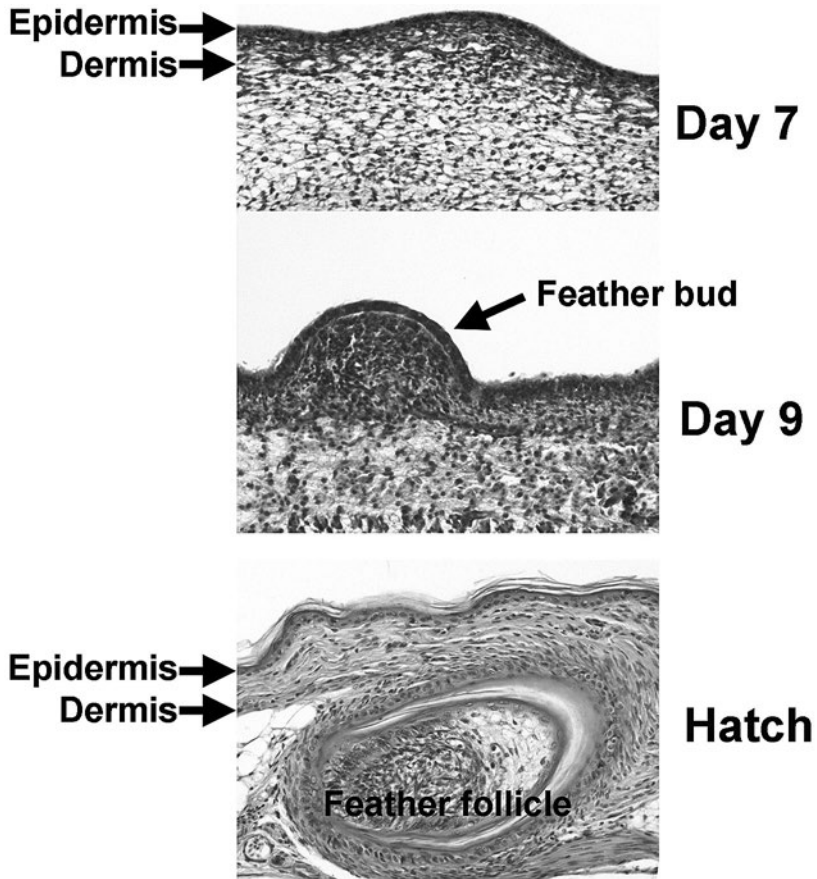 Epidermis
Dermis
Day 7
Feather bud
Day 9
Epidermis
Dermis
Hatch
Feather follicle